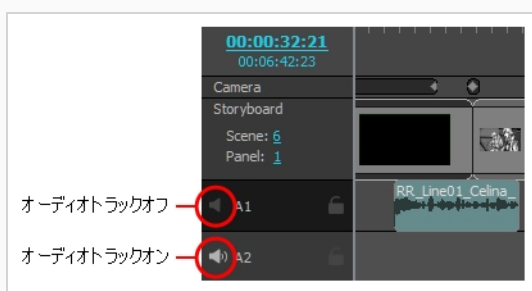 00:00:32:21
00:06:42:23
Camera
Storyboard
Scene: 6
Panel: 1
オーディオトラックオフ
A1
RR_Line01_Celina_
オーディオトラックオン
A2